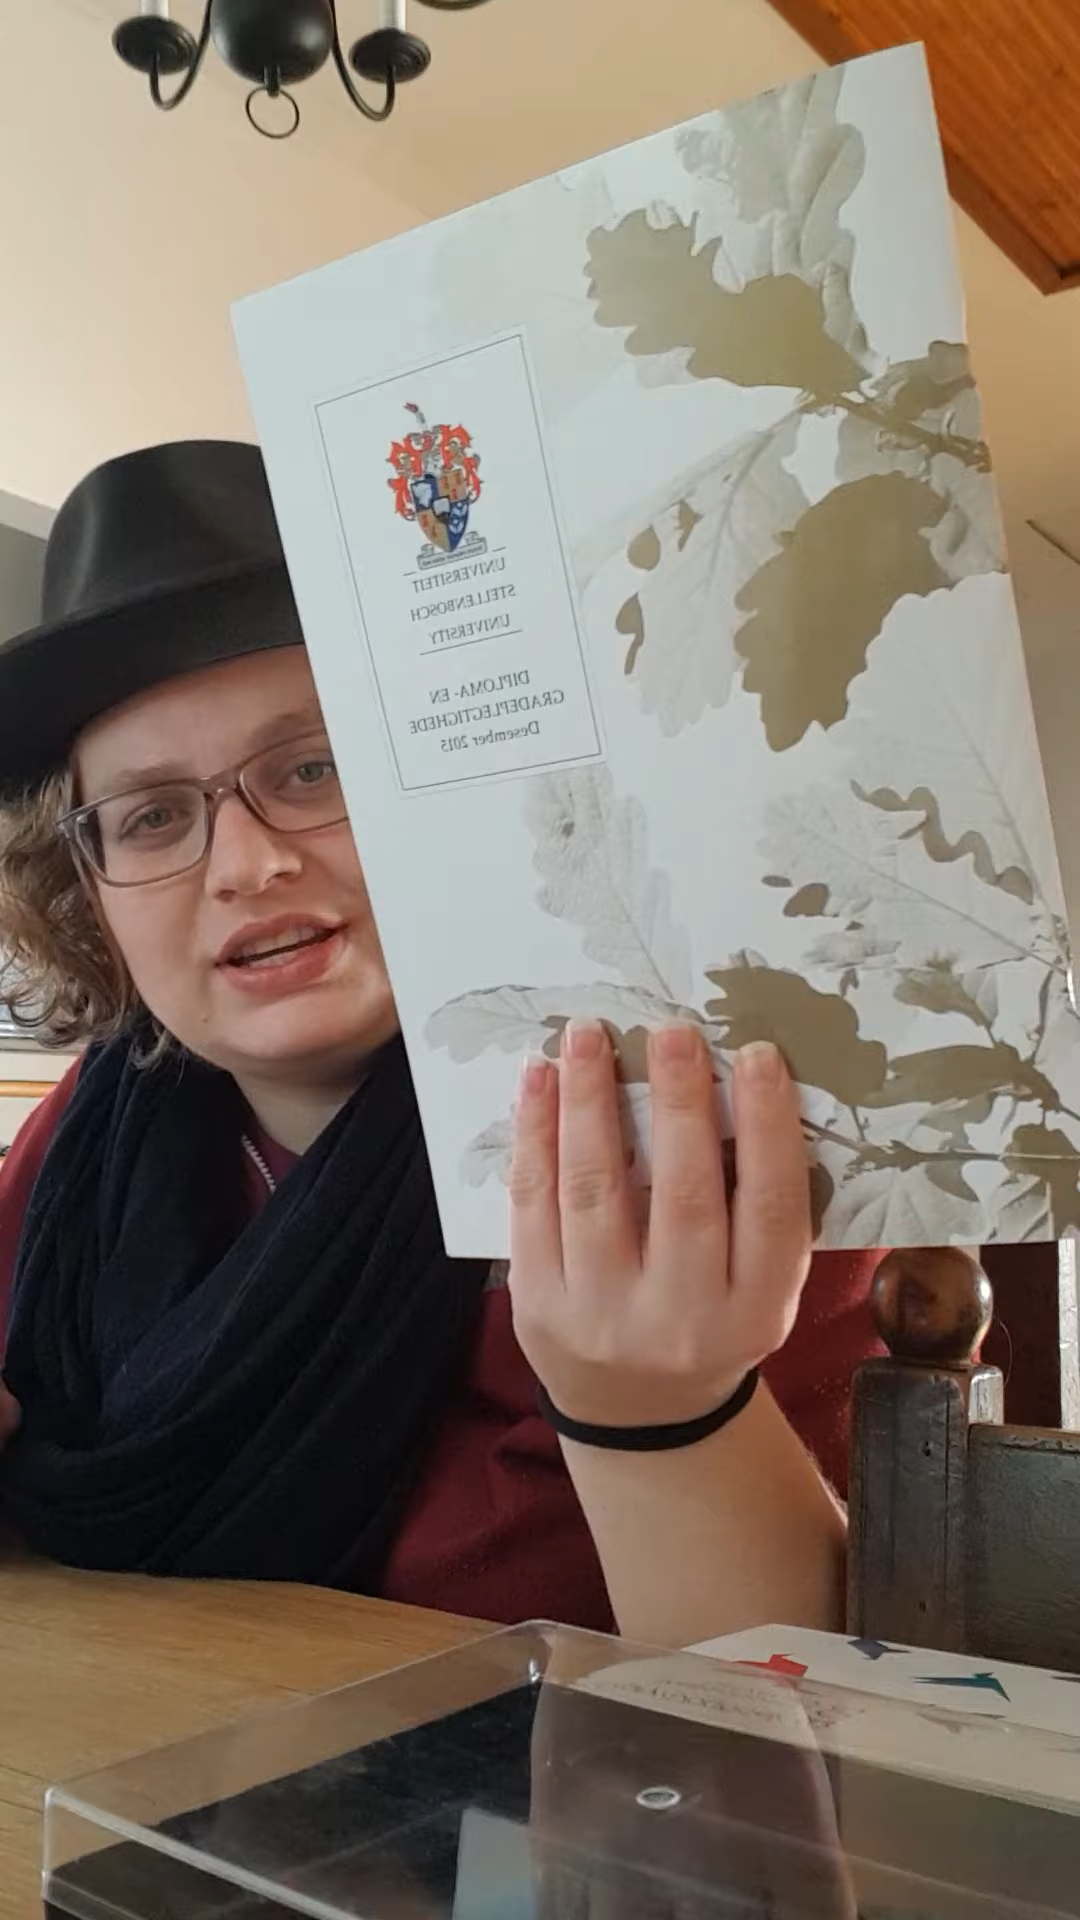 UNIVERSITEIT
STELLENBOSCH
UNIVERSITY
DIPLOMA- EN
GRADEPLEGTIGHEDE
Desember 2015